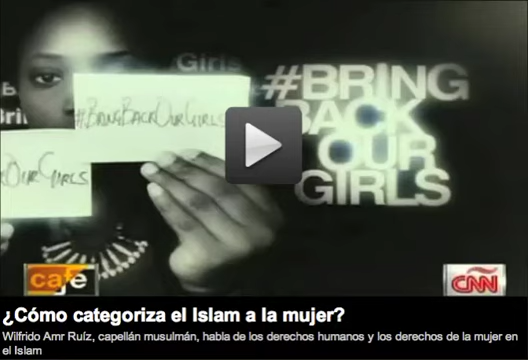 Girls
#BRING
BACK
OUR
GIRLS
#BRINGBACKOURGIRLS
OURGIRLS
café
CNN
¿Cómo categoriza el Islam a la mujer?
Wilfrido Amr Ruíz, capellán musulmán, habla de los derechos humanos y los derechos de la mujer en
el Islam